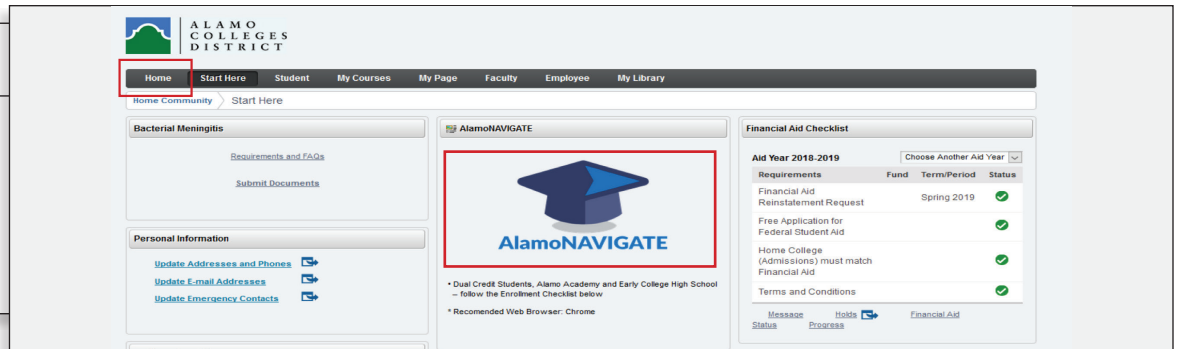 ALAMO
COLLEGES
DISTRICT
Home Start Here Student My Courses My Page Faculty Employee My Library
Home Community Start Here
Bacterial Meningitis
Requirements and FAQs
Submit Documents
Personal Information
Update Addresses and Phones
Update E-mail Addresses
Update Emergency Contacts
AlamoNAVIGATE
AlamoNAVIGATE
• Dual Credit Students, Alamo Academy and Early College High School
– follow the Enrollment Checklist below
* Recomended Web Browser: Chrome
Financial Aid Checklist
Aid Year 2018-2019 Choose Another Aid Year
Requirements Fund Term/Period Status
Financial Aid
Reinstatement Request Spring 2019
Free Application for
Federal Student Aid
Home College
(Admissions) must match
Financial Aid
Terms and Conditions
Message Holds Financial Aid
Status Progress